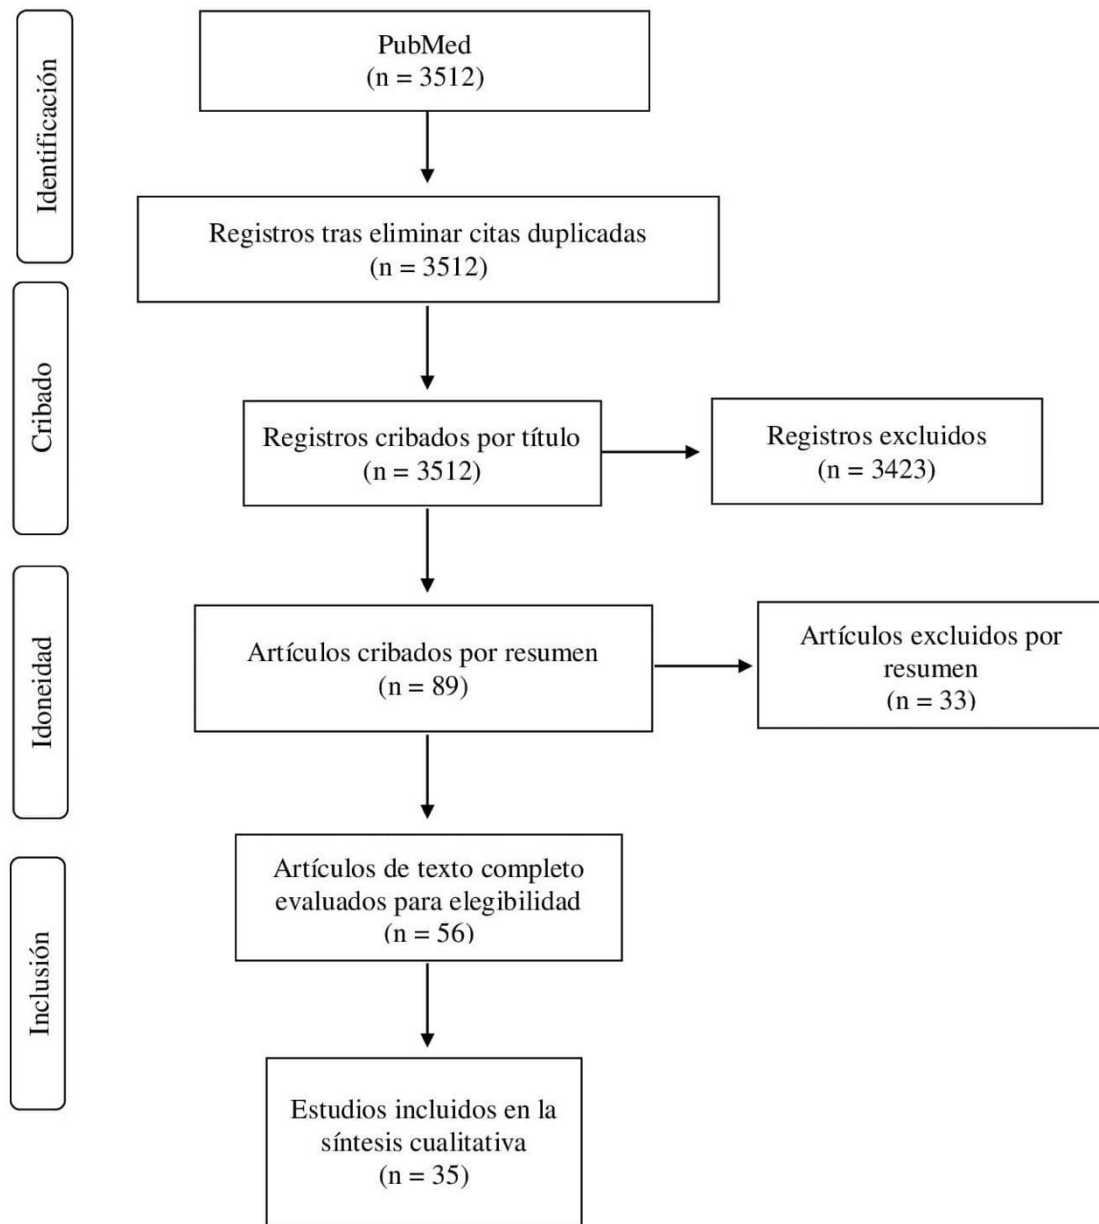 Identificación
PubMed
(n = 3512)
Registros tras eliminar citas duplicadas
(n = 3512)
Cribado
Registros cribados por título
(n = 3512)
Registros excluidos
(n = 3423)
Idoneidad
Artículos cribados por resumen
(n = 89)
Artículos excluidos por
resumen
(n = 33)
Inclusión
Artículos de texto completo
evaluados para elegibilidad
(n = 56)
Estudios incluidos en la
síntesis cualitativa
(n = 35)